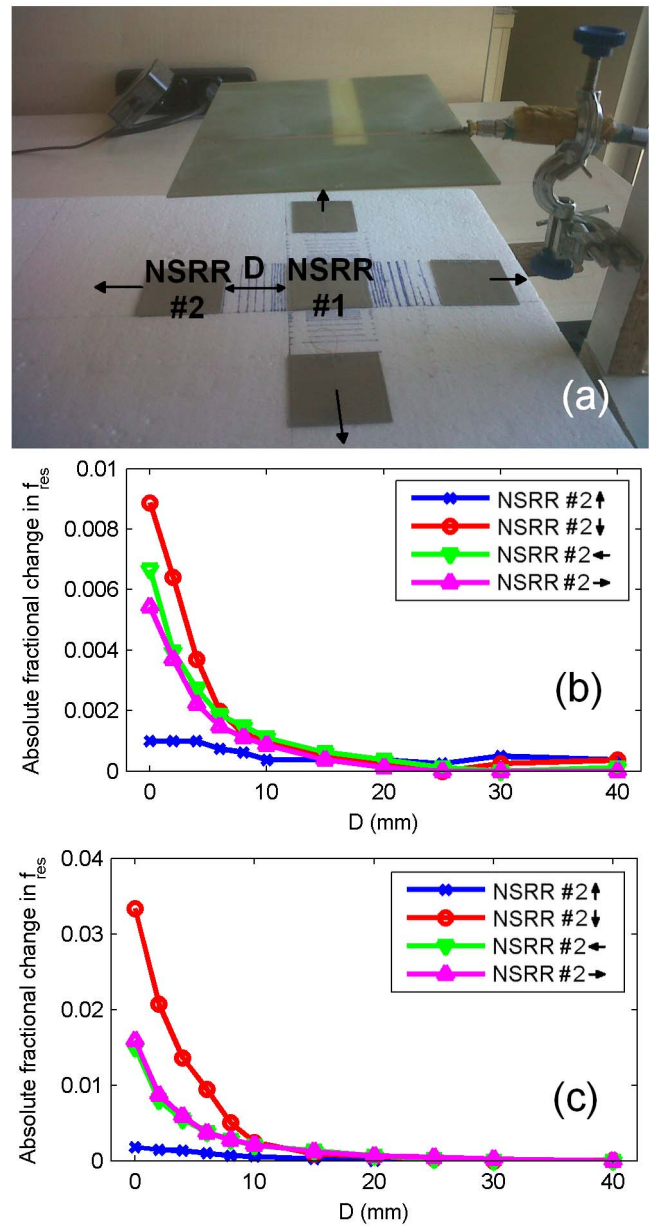 NSRR
#2
D
NSRR
#1
(a)
Absolute fractional change in f_res
0.01
0.008
0.006
0.004
0.002
0
NSRR #2 ↑
NSRR #2 ↓
NSRR #2 ←
NSRR #2 →
(b)
0 10 20 30 40
D (mm)
Absolute fractional change in f_res
0.04
0.03
0.02
0.01
0
NSRR #2 ↑
NSRR #2 ↓
NSRR #2 ←
NSRR #2 →
(c)
0 10 20 30 40
D (mm)